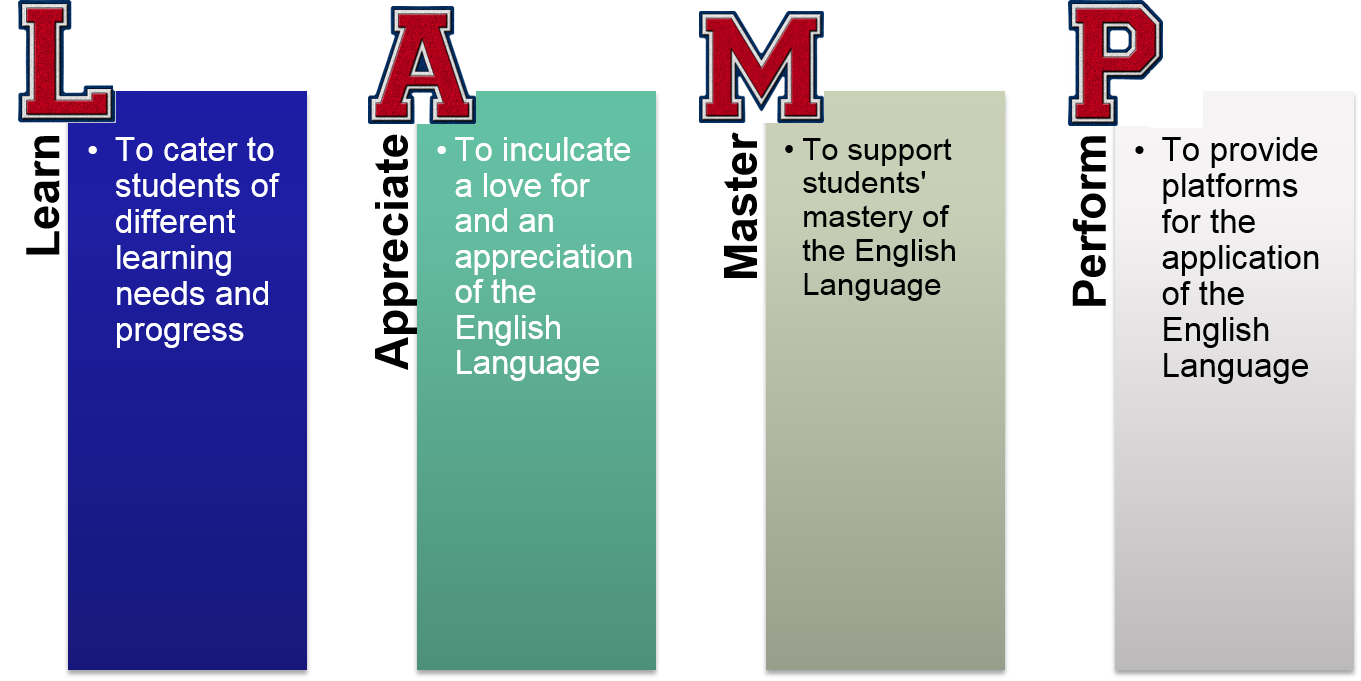 L
Learn
• To cater to
students of
different
learning
needs and
progress
A
Appreciate
• To inculcate
a love for
and an
appreciation
of the
English
Language
M
Master
• To support
students'
mastery of
the English
Language
P
Perform
• To provide
platforms
for the
application
of the
English
Language